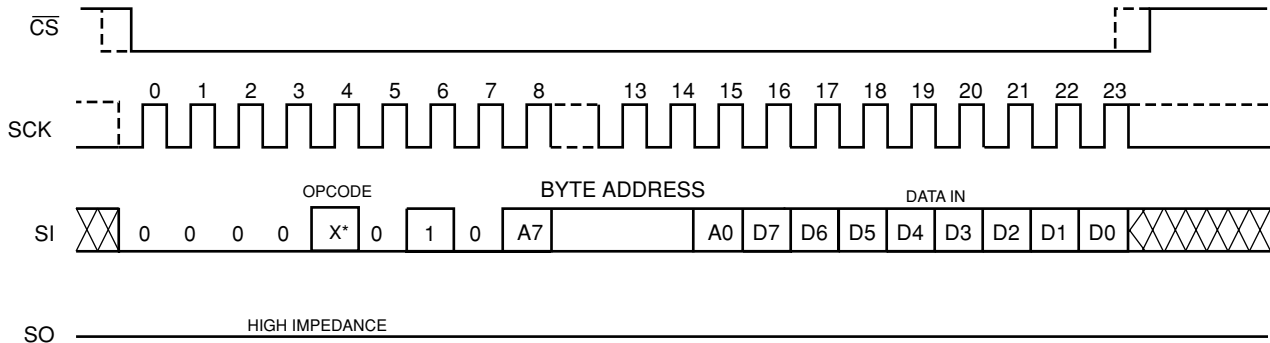 CS
0 1 2 3 4 5 6 7 8 13 14 15 16 17 18 19 20 21 22 23
SCK
OPCODE BYTE ADDRESS DATA IN
SI 0 0 0 0 X* 0 1 0 A7 A0 D7 D6 D5 D4 D3 D2 D1 D0
HIGH IMPEDANCE
SO